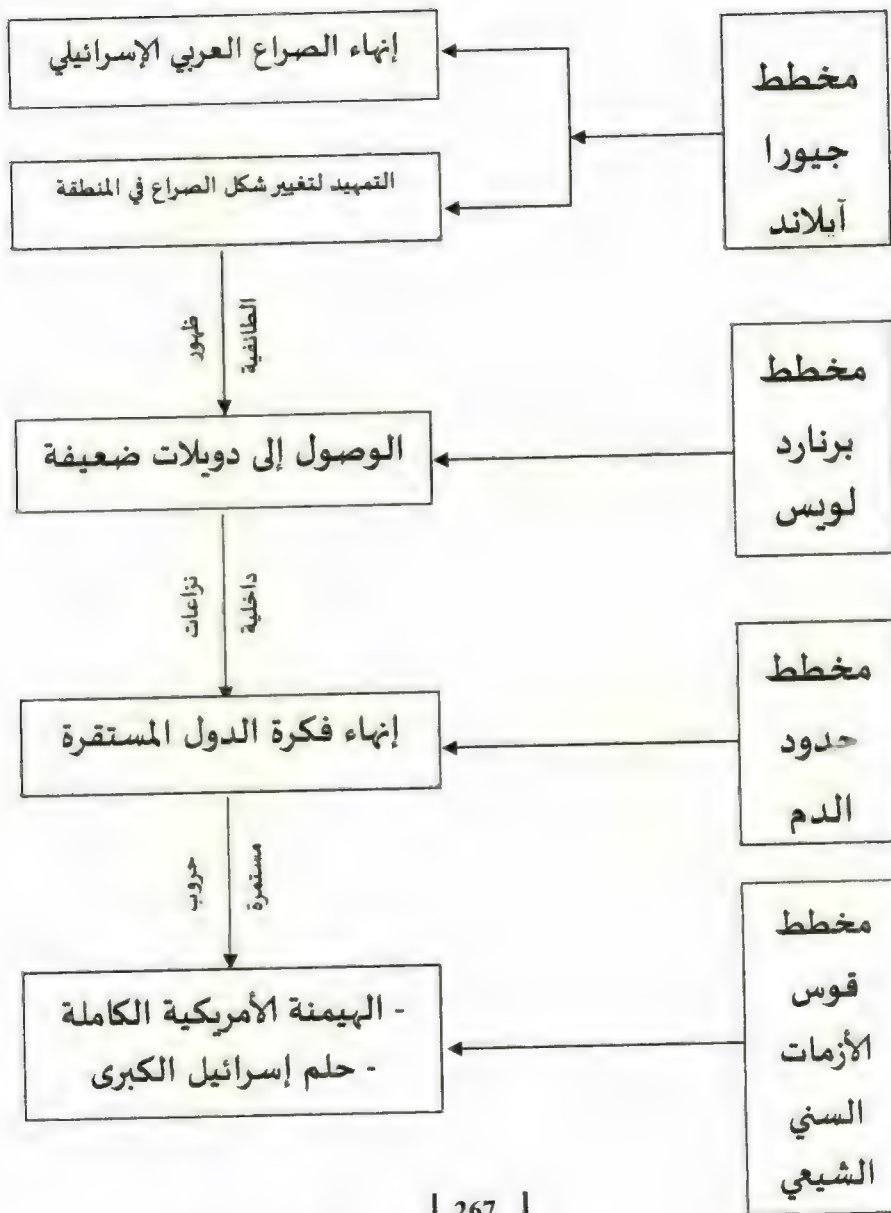 مخطط
جيورا
آيلاند
إنهاء الصراع العربي الإسرائيلي
التمهيد لتغيير شكل الصراع في المنطقة
ظهور
الطائفية
مخطط
برنارد
لويس
الوصول إلى دويلات ضعيفة
نزاعات
داخلية
مخطط
حدود
الدم
إنهاء فكرة الدول المستقرة
حروب
مستمرة
مخطط
قوس
الأزمات
السني
الشيعي
- الهيمنة الأمريكية الكاملة
- حلم إسرائيل الكبرى
267